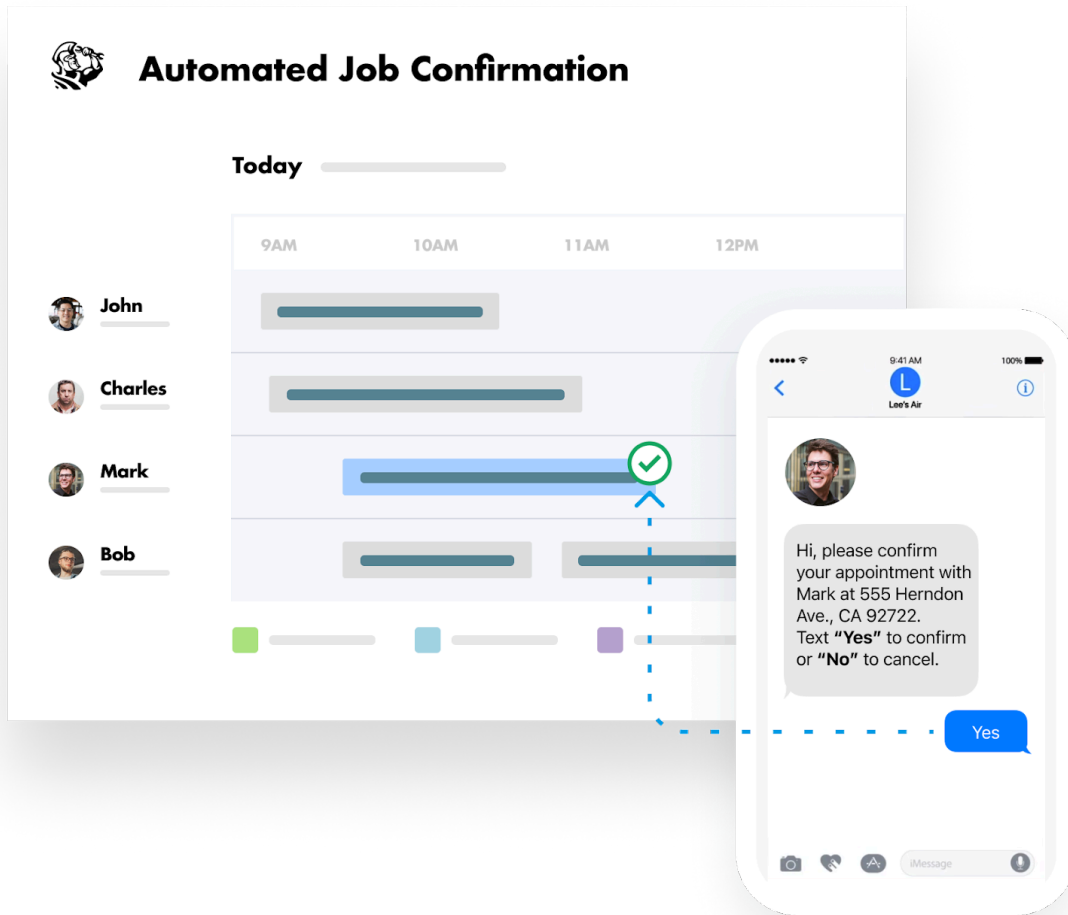 Automated Job Confirmation
Today
9AM 10AM 11AM 12PM
John
Charles
Mark
Bob
9:41 AM 100%
L
Lee's Air
Hi, please confirm
your appointment with
Mark at 555 Herndon
Ave., CA 92722.
Text “Yes” to confirm
or “No” to cancel.
Yes
iMessage